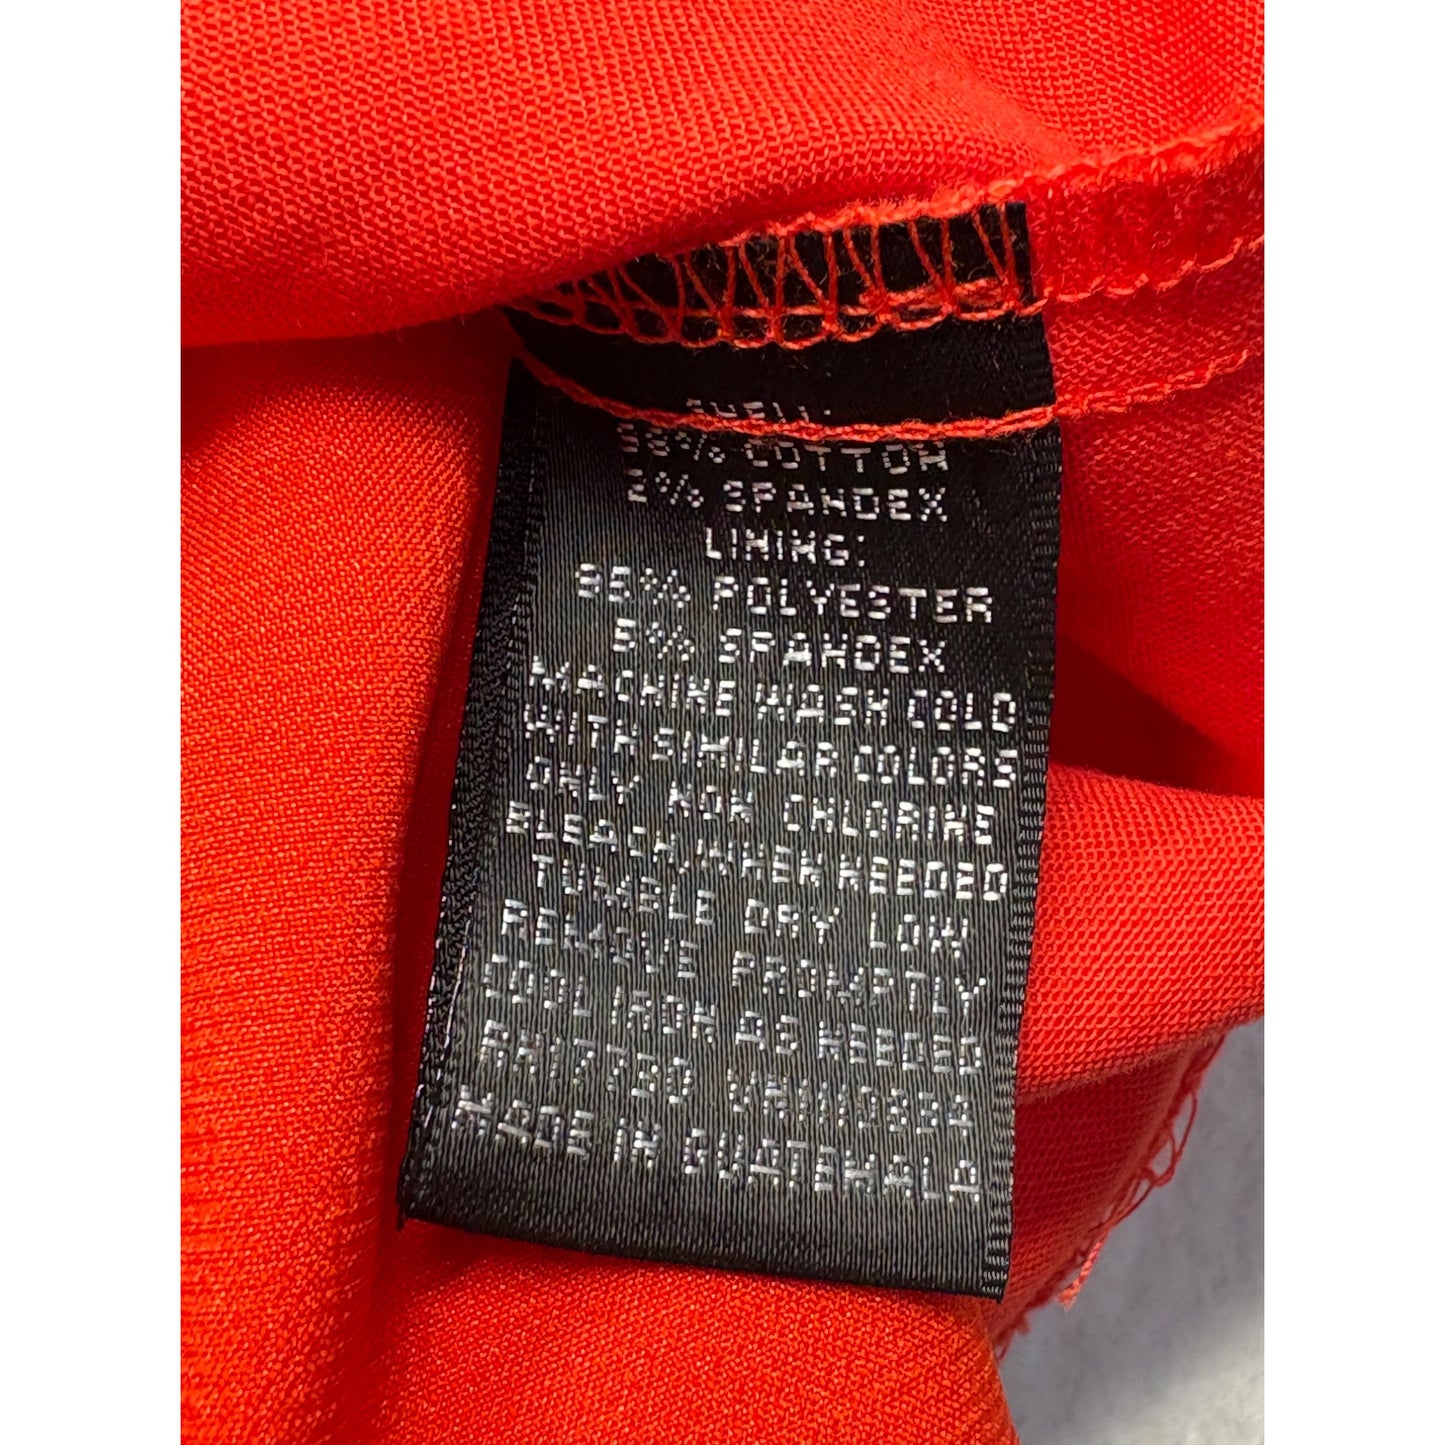 SHELL:
98% COTTON
2% SPANDEX
LINING:
95% POLYESTER
5% SPANDEX
MACHINE WASH COLD
WITH SIMILAR COLORS
ONLY NON CHLORINE
BLEACH,WHEN NEEDED
TUMBLE DRY LOW
REMOVE PROMPTLY
COOL IRON AS NEEDED
MADE IN GUATEMALA